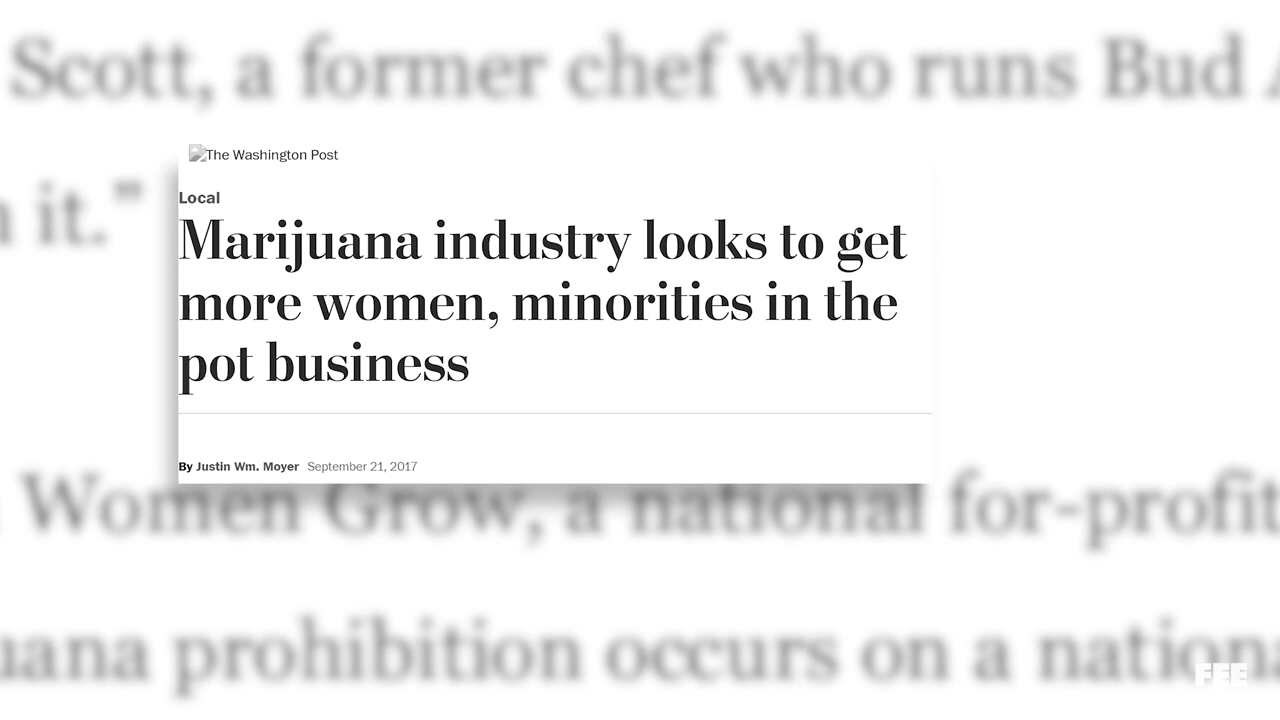 Scott, a former chef who runs Bud
it.”
The Washington Post
Local
Marijuana industry looks to get
more women, minorities in the
pot business
By Justin Wm. Moyer September 21, 2017
Women Grow, a national for-profit
prohibition occurs on a
FEE